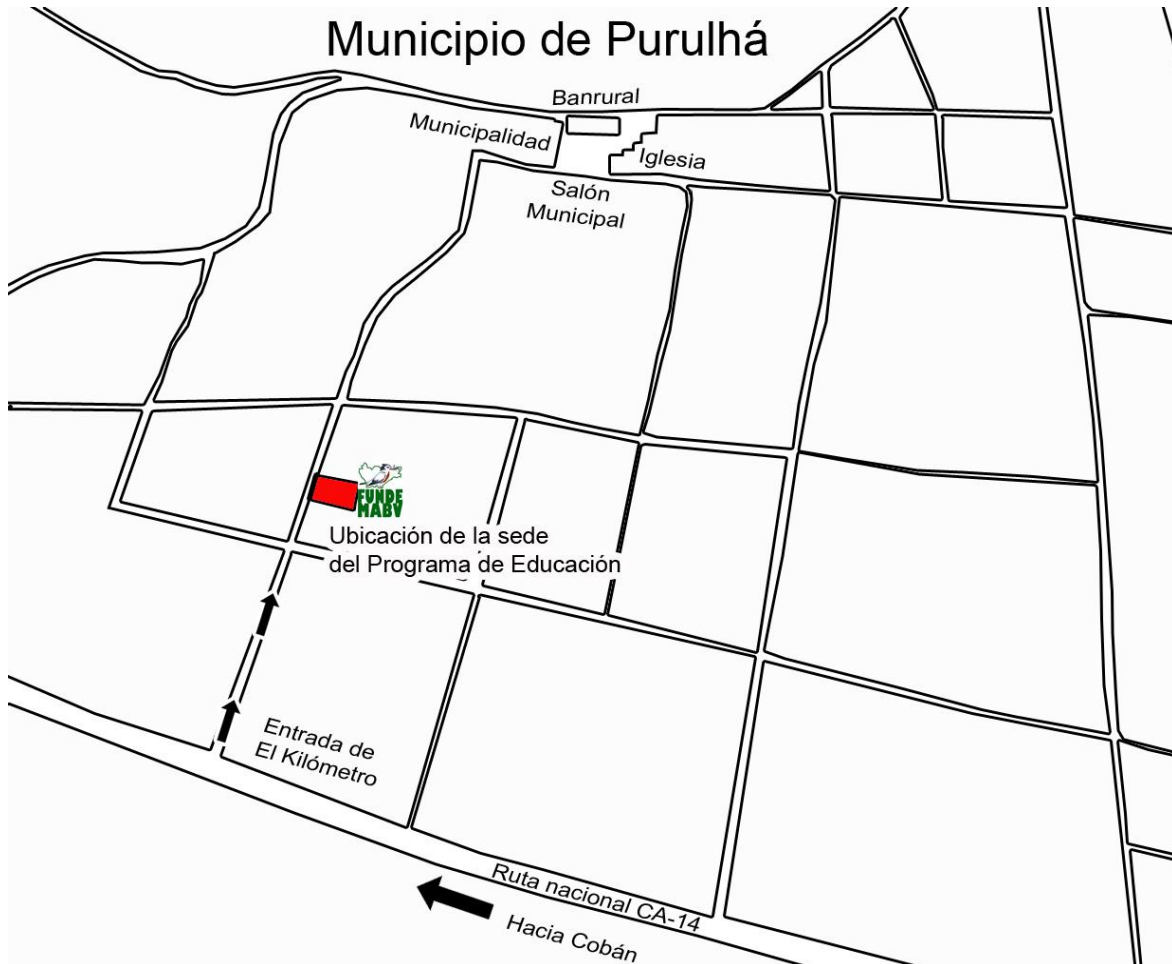 Municipio de Purulhá
Banrural
Municipalidad
Iglesia
Salón
Municipal
FUNDE
MABV
Ubicación de la sede
del Programa de Educación
Entrada de
El Kilómetro
Ruta nacional CA-14
Hacia Cobán